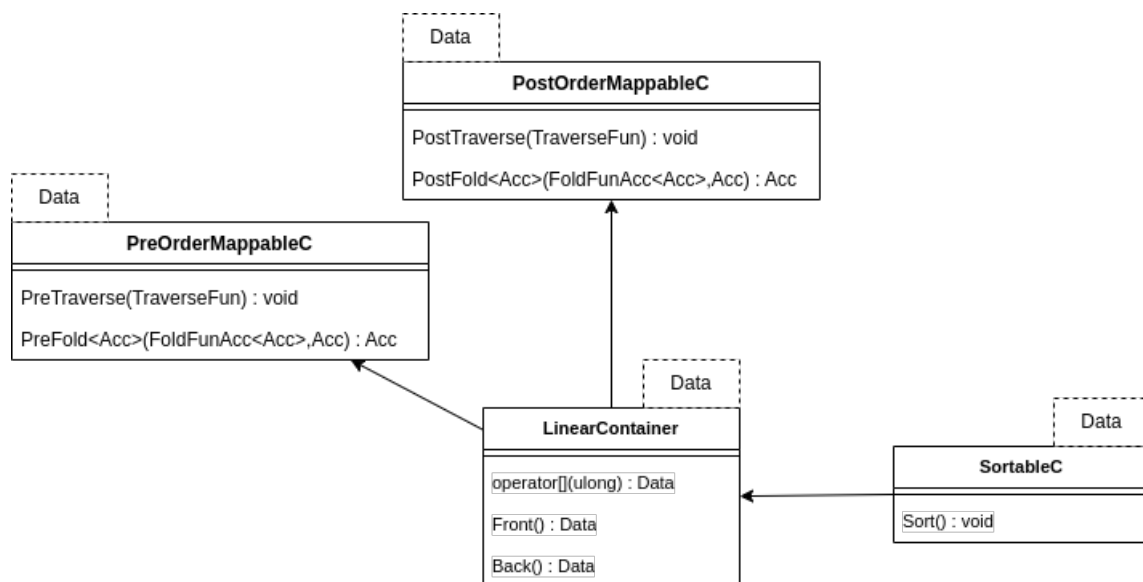 Data
PostOrderMappableC
PostTraverse(TraverseFun) : void
PostFold<Acc>(FoldFunAcc<Acc>,Acc) : Acc
Data
PreOrderMappableC
PreTraverse(TraverseFun) : void
PreFold<Acc>(FoldFunAcc<Acc>,Acc) : Acc
Data
LinearContainer
operator[](ulong) : Data
Front() : Data
Back() : Data
Data
SortableC
Sort() : void